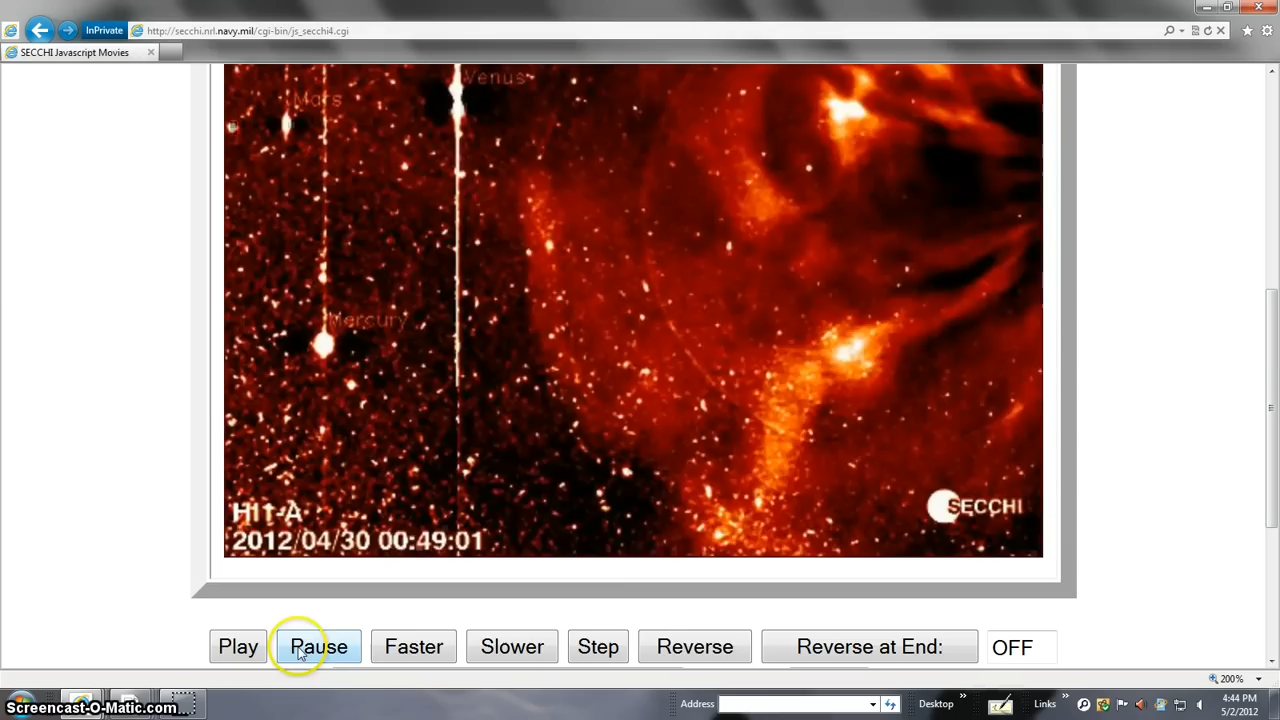 InPrivate
http://secchi.nrl.navy.mil/cgi-bin/js_secchi4.cgi
SECCHI Javascript Movies
Venus
Mars
Mercury
HI1-A
2012/04/30 00:49:01
SECCHI
Play
Pause
Faster
Slower
Step
Reverse
Reverse at End:
OFF
200%
Screencast-O-Matic.com
Address
Desktop
Links
4:44 PM
5/2/2012